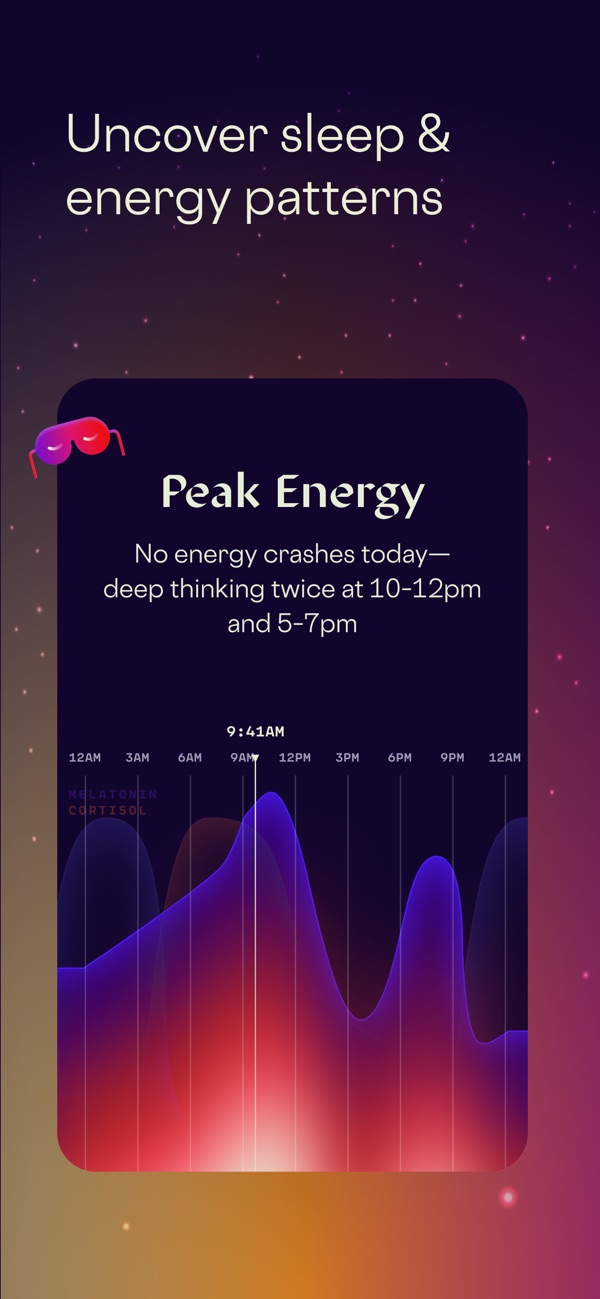 Uncover sleep &
energy patterns
Peak Energy
No energy crashes today—
deep thinking twice at 10-12pm
and 5-7pm
9:41AM
12AM 3AM 6AM 9AM 12PM 3PM 6PM 9PM 12AM
MELATONIN
CORTISOL